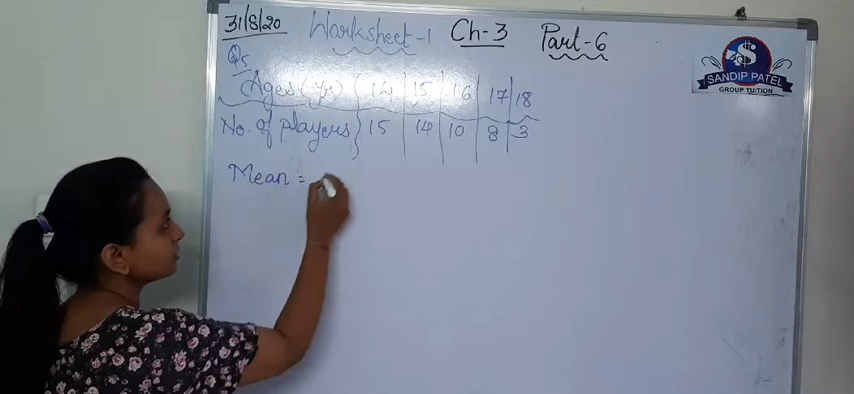 31/8/20 Worksheet-1 Ch-3 Part-6
Q5
Ages (yr) 14 15 16 17 18
No. of players 15 14 10 8 3
Mean =
SANDIP PATEL
GROUP TUITION